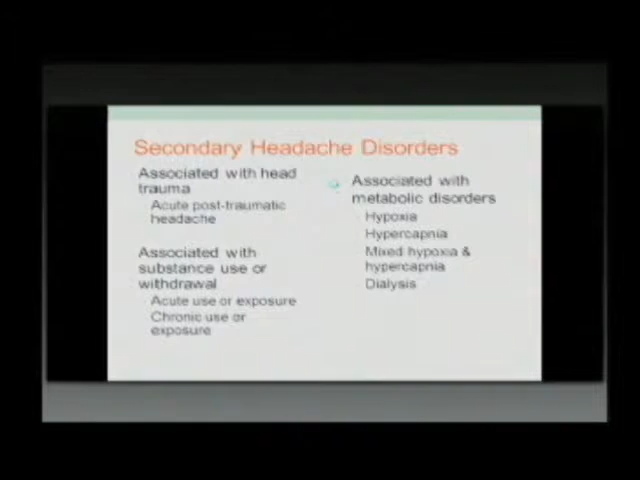 Secondary Headache Disorders
Associated with head
trauma
Acute post-traumatic
headache
Associated with
substance use or
withdrawal
Acute use or exposure
Chronic use or
exposure
Associated with
metabolic disorders
Hypoxia
Hypercapnia
Mixed hypoxia &
hypercapnia
Dialysis